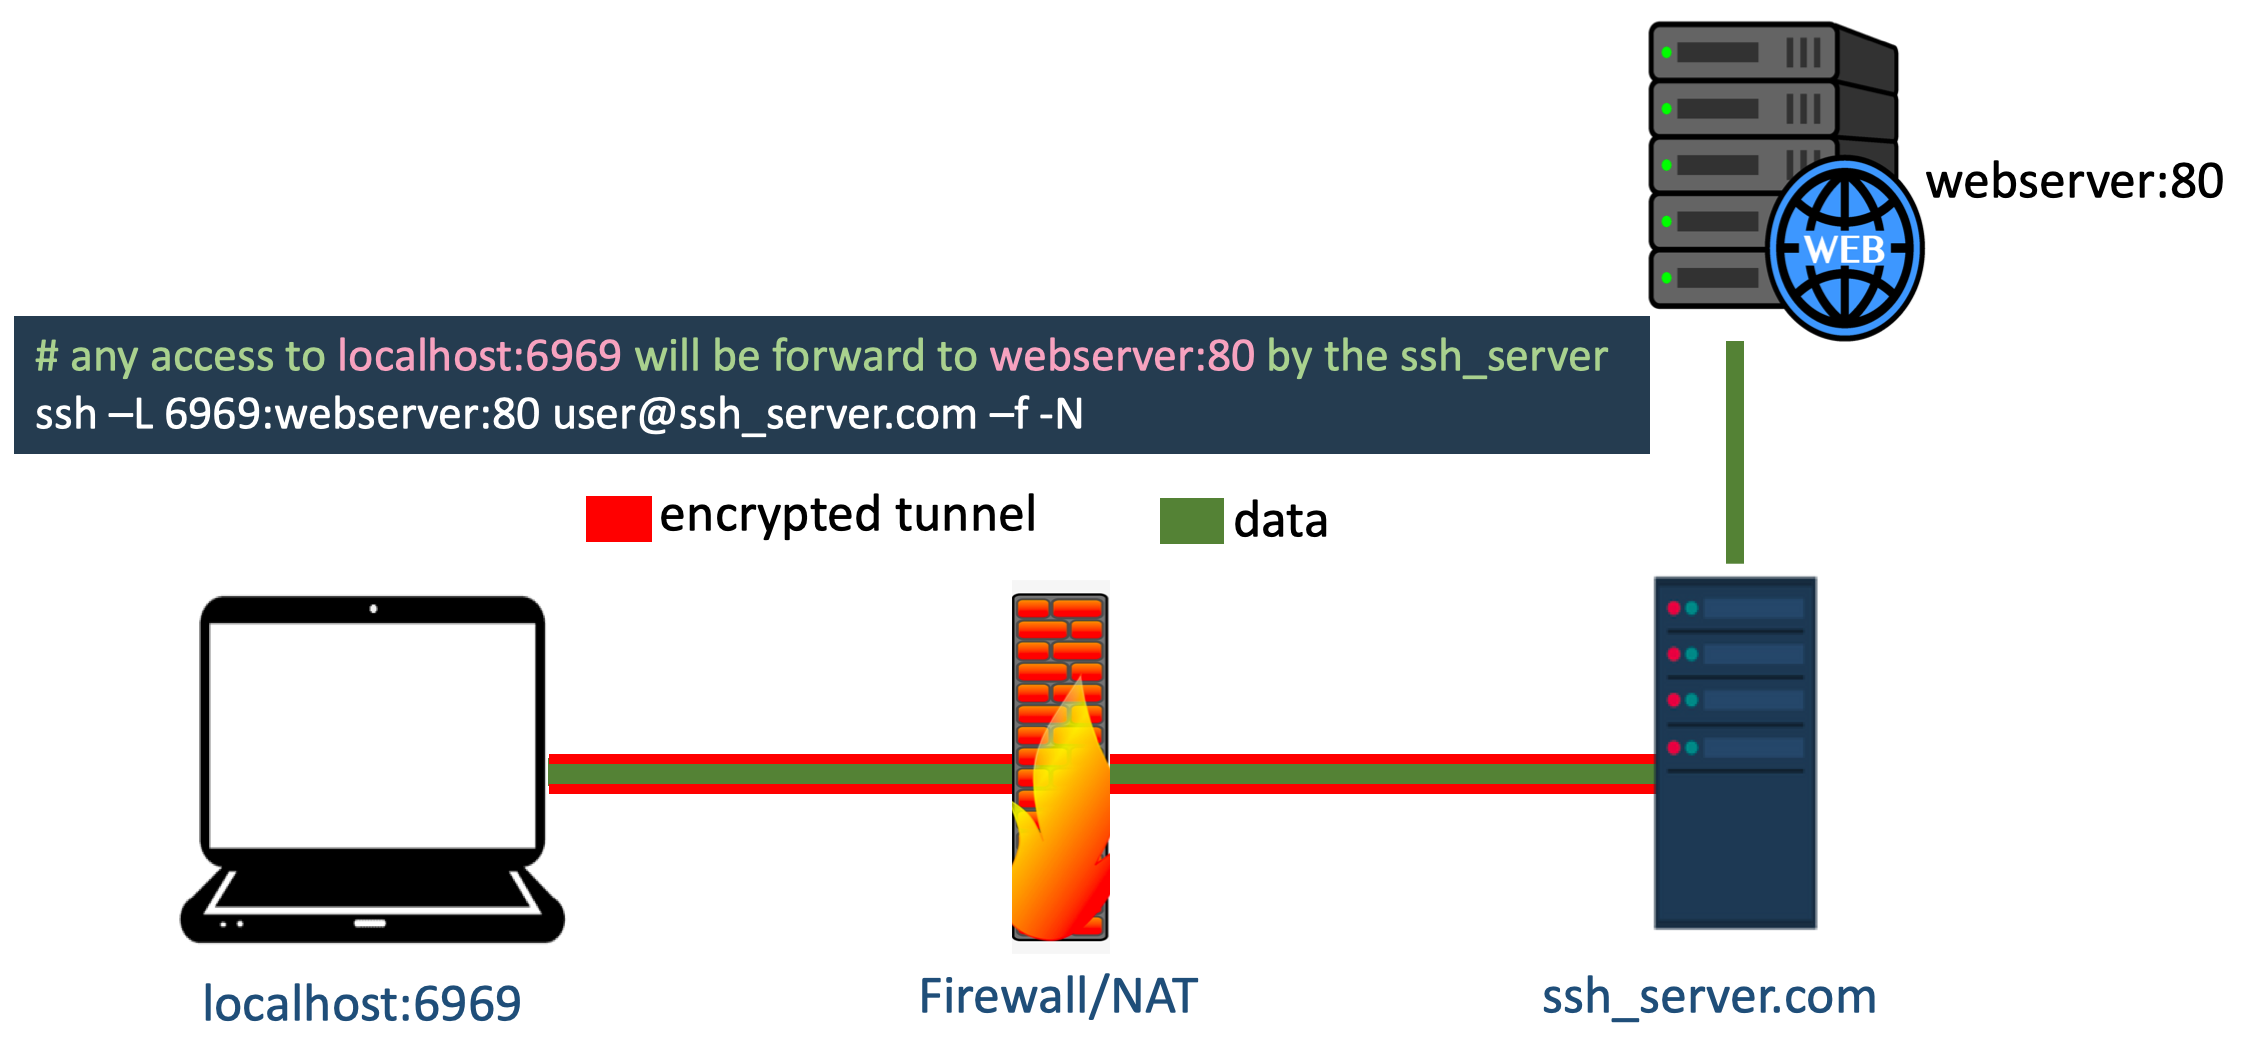 webserver:80
WEB
# any access to localhost:6969 will be forward to webserver:80 by the ssh_server
ssh –L 6969:webserver:80 user@ssh_server.com –f -N
encrypted tunnel
data
localhost:6969
Firewall/NAT
ssh_server.com